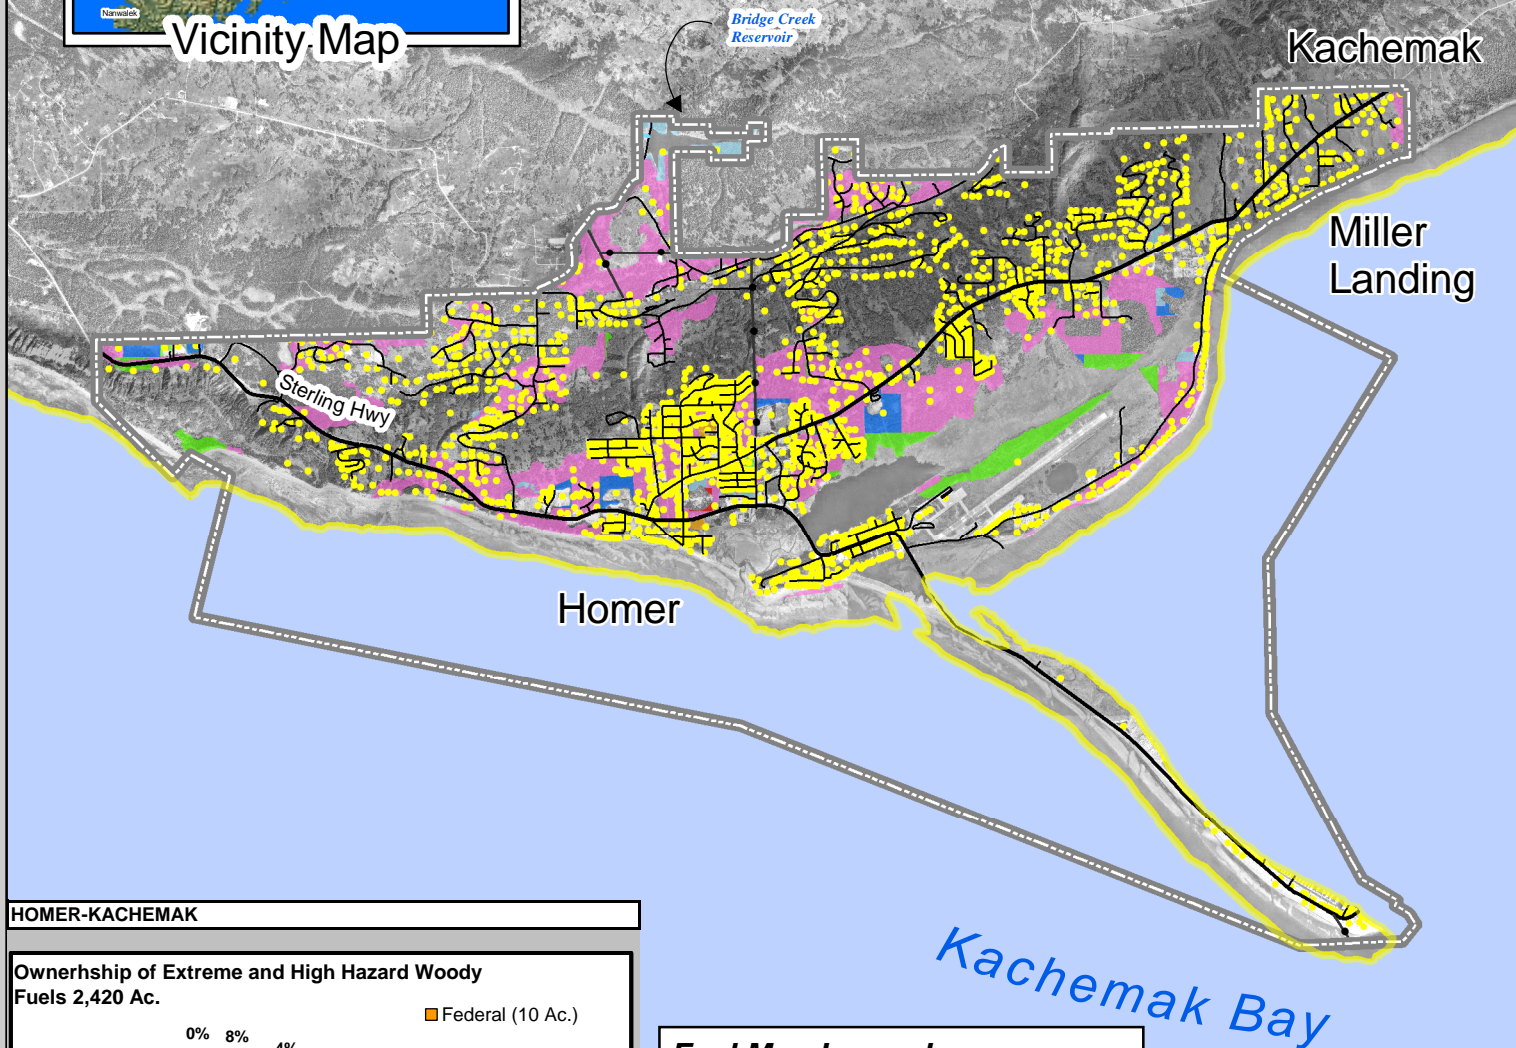 Nanwalek
Vicinity Map
Bridge Creek
Reservoir
Kachemak
Miller
Landing
Sterling Hwy
Homer
HOMER-KACHEMAK
Ownerhship of Extreme and High Hazard Woody
Fuels 2,420 Ac.
Federal (10 Ac.)
0% 8%
4%
Kachemak Bay